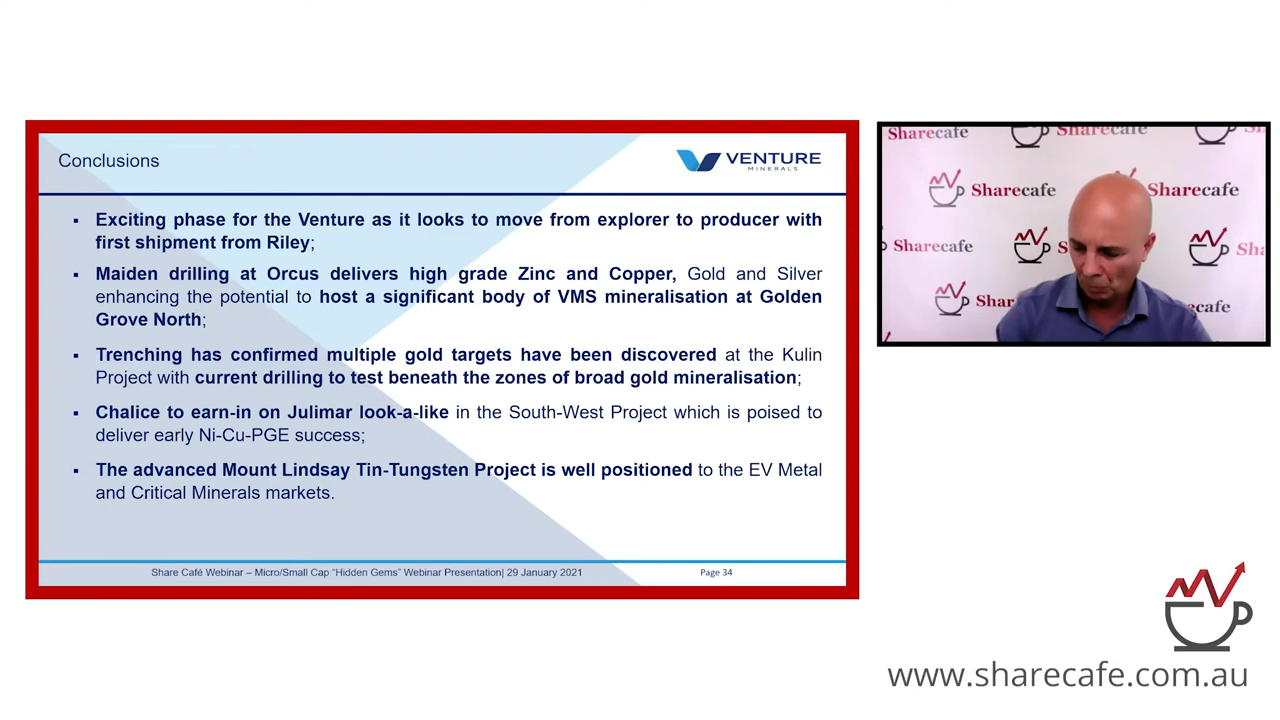 Conclusions
VENTURE
MINERALS
▪ Exciting phase for the Venture as it looks to move from explorer to producer with
first shipment from Riley;
▪ Maiden drilling at Orcus delivers high grade Zinc and Copper, Gold and Silver
enhancing the potential to host a significant body of VMS mineralisation at Golden
Grove North;
▪ Trenching has confirmed multiple gold targets have been discovered at the Kulin
Project with current drilling to test beneath the zones of broad gold mineralisation;
▪ Chalice to earn-in on Julimar look-a-like in the South-West Project which is poised to
deliver early Ni-Cu-PGE success;
▪ The advanced Mount Lindsay Tin-Tungsten Project is well positioned to the EV Metal
and Critical Minerals markets.
Share Café Webinar – Micro/Small Cap "Hidden Gems" Webinar Presentation| 29 January 2021
Page 34
Sharecafe Sharecafe Sha
Sharecafe Sharecafe
Sharecafe Share
Shar ecafe
www.sharecafe.com.au